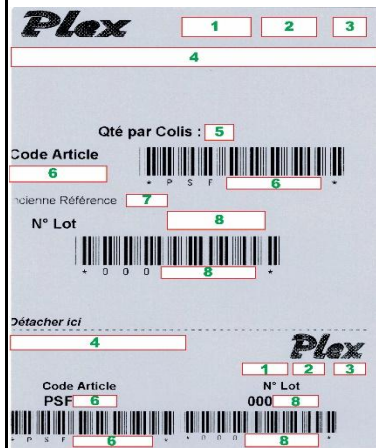 Plex 1 2 3
4
Qté par Colis : 5
Code Article
6
* P S F 6 *
ncienne Référence 7
N° Lot 8
* 0 0 0 8 *
Détacher ici
4
Plex
1 2 3
Code Article N° Lot
PSF 6 000 8
* P S F 6 * * 0 0 0 8 *